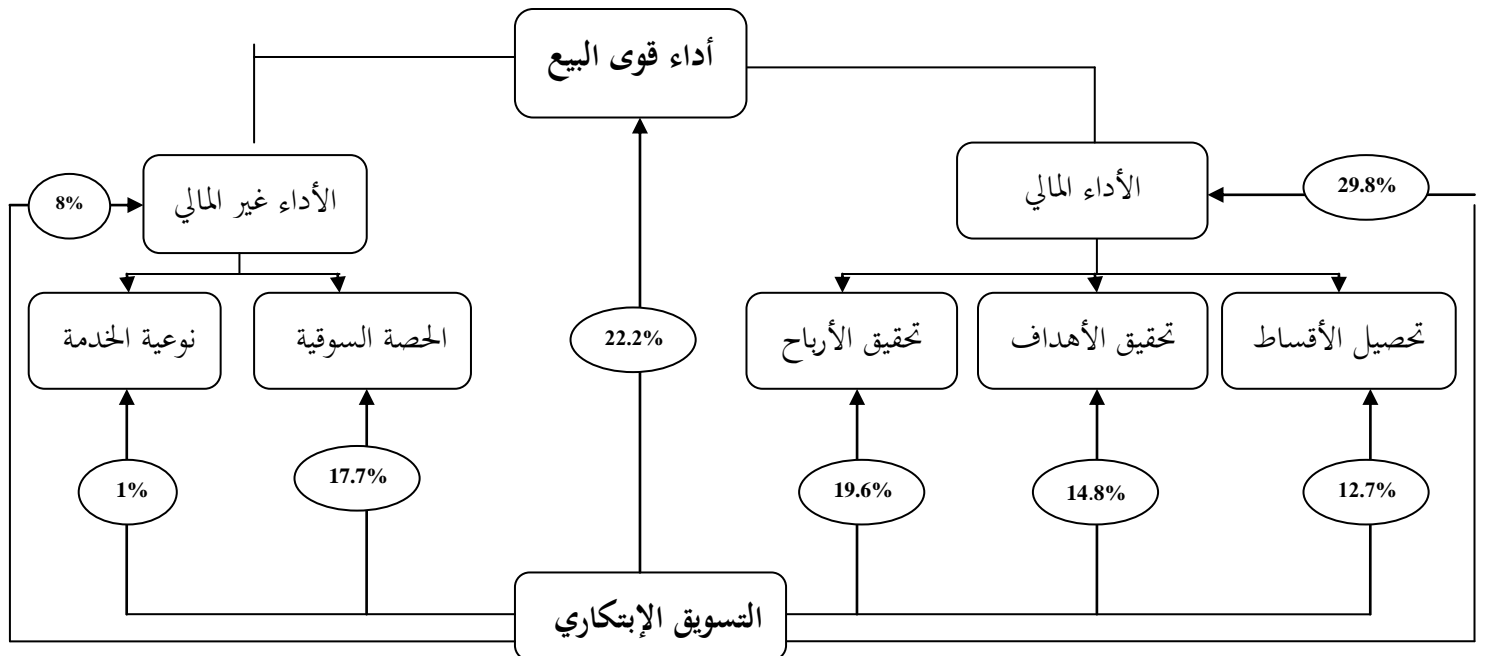 أداء قوى البيع
الأداء المالي
29.8%
الأداء غير المالي
8%
تحصيل الأقساط
تحقيق الأهداف
تحقيق الأرباح
22.2%
الحصة السوقية
نوعية الخدمة
12.7%
14.8%
19.6%
17.7%
1%
التسويق الإبتكاري